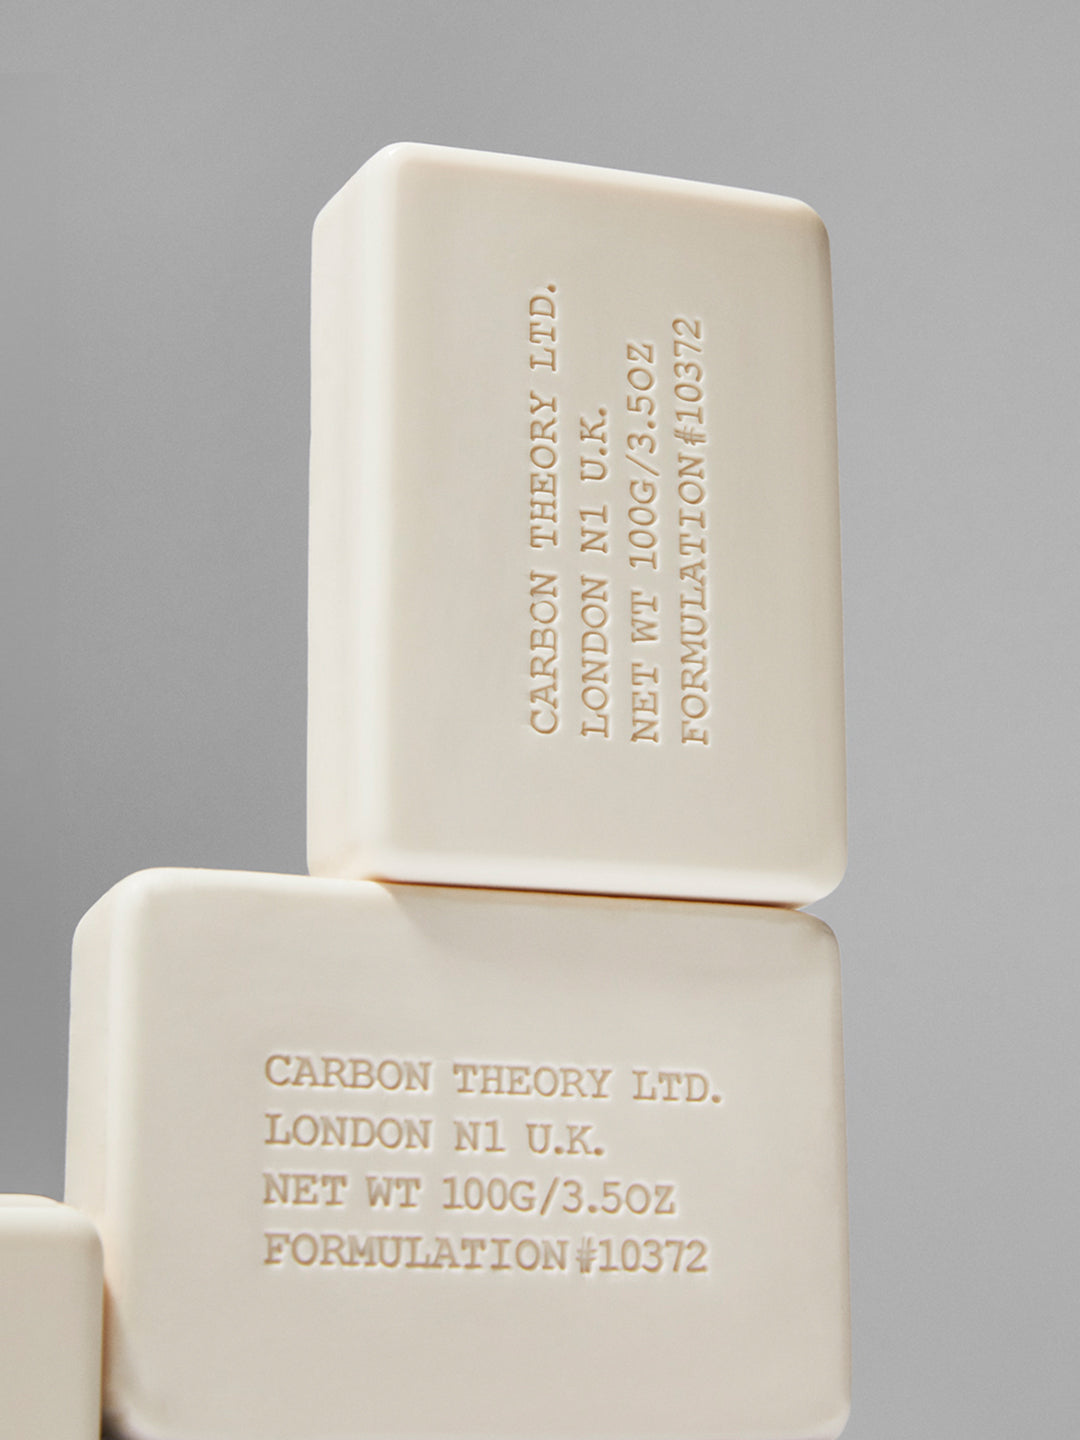 CARBON THEORY LTD.
LONDON N1 U.K.
NET WT 100G/3.5OZ
FORMULATION#10372
CARBON THEORY LTD.
LONDON N1 U.K.
NET WT 100G/3.5OZ
FORMULATION#10372